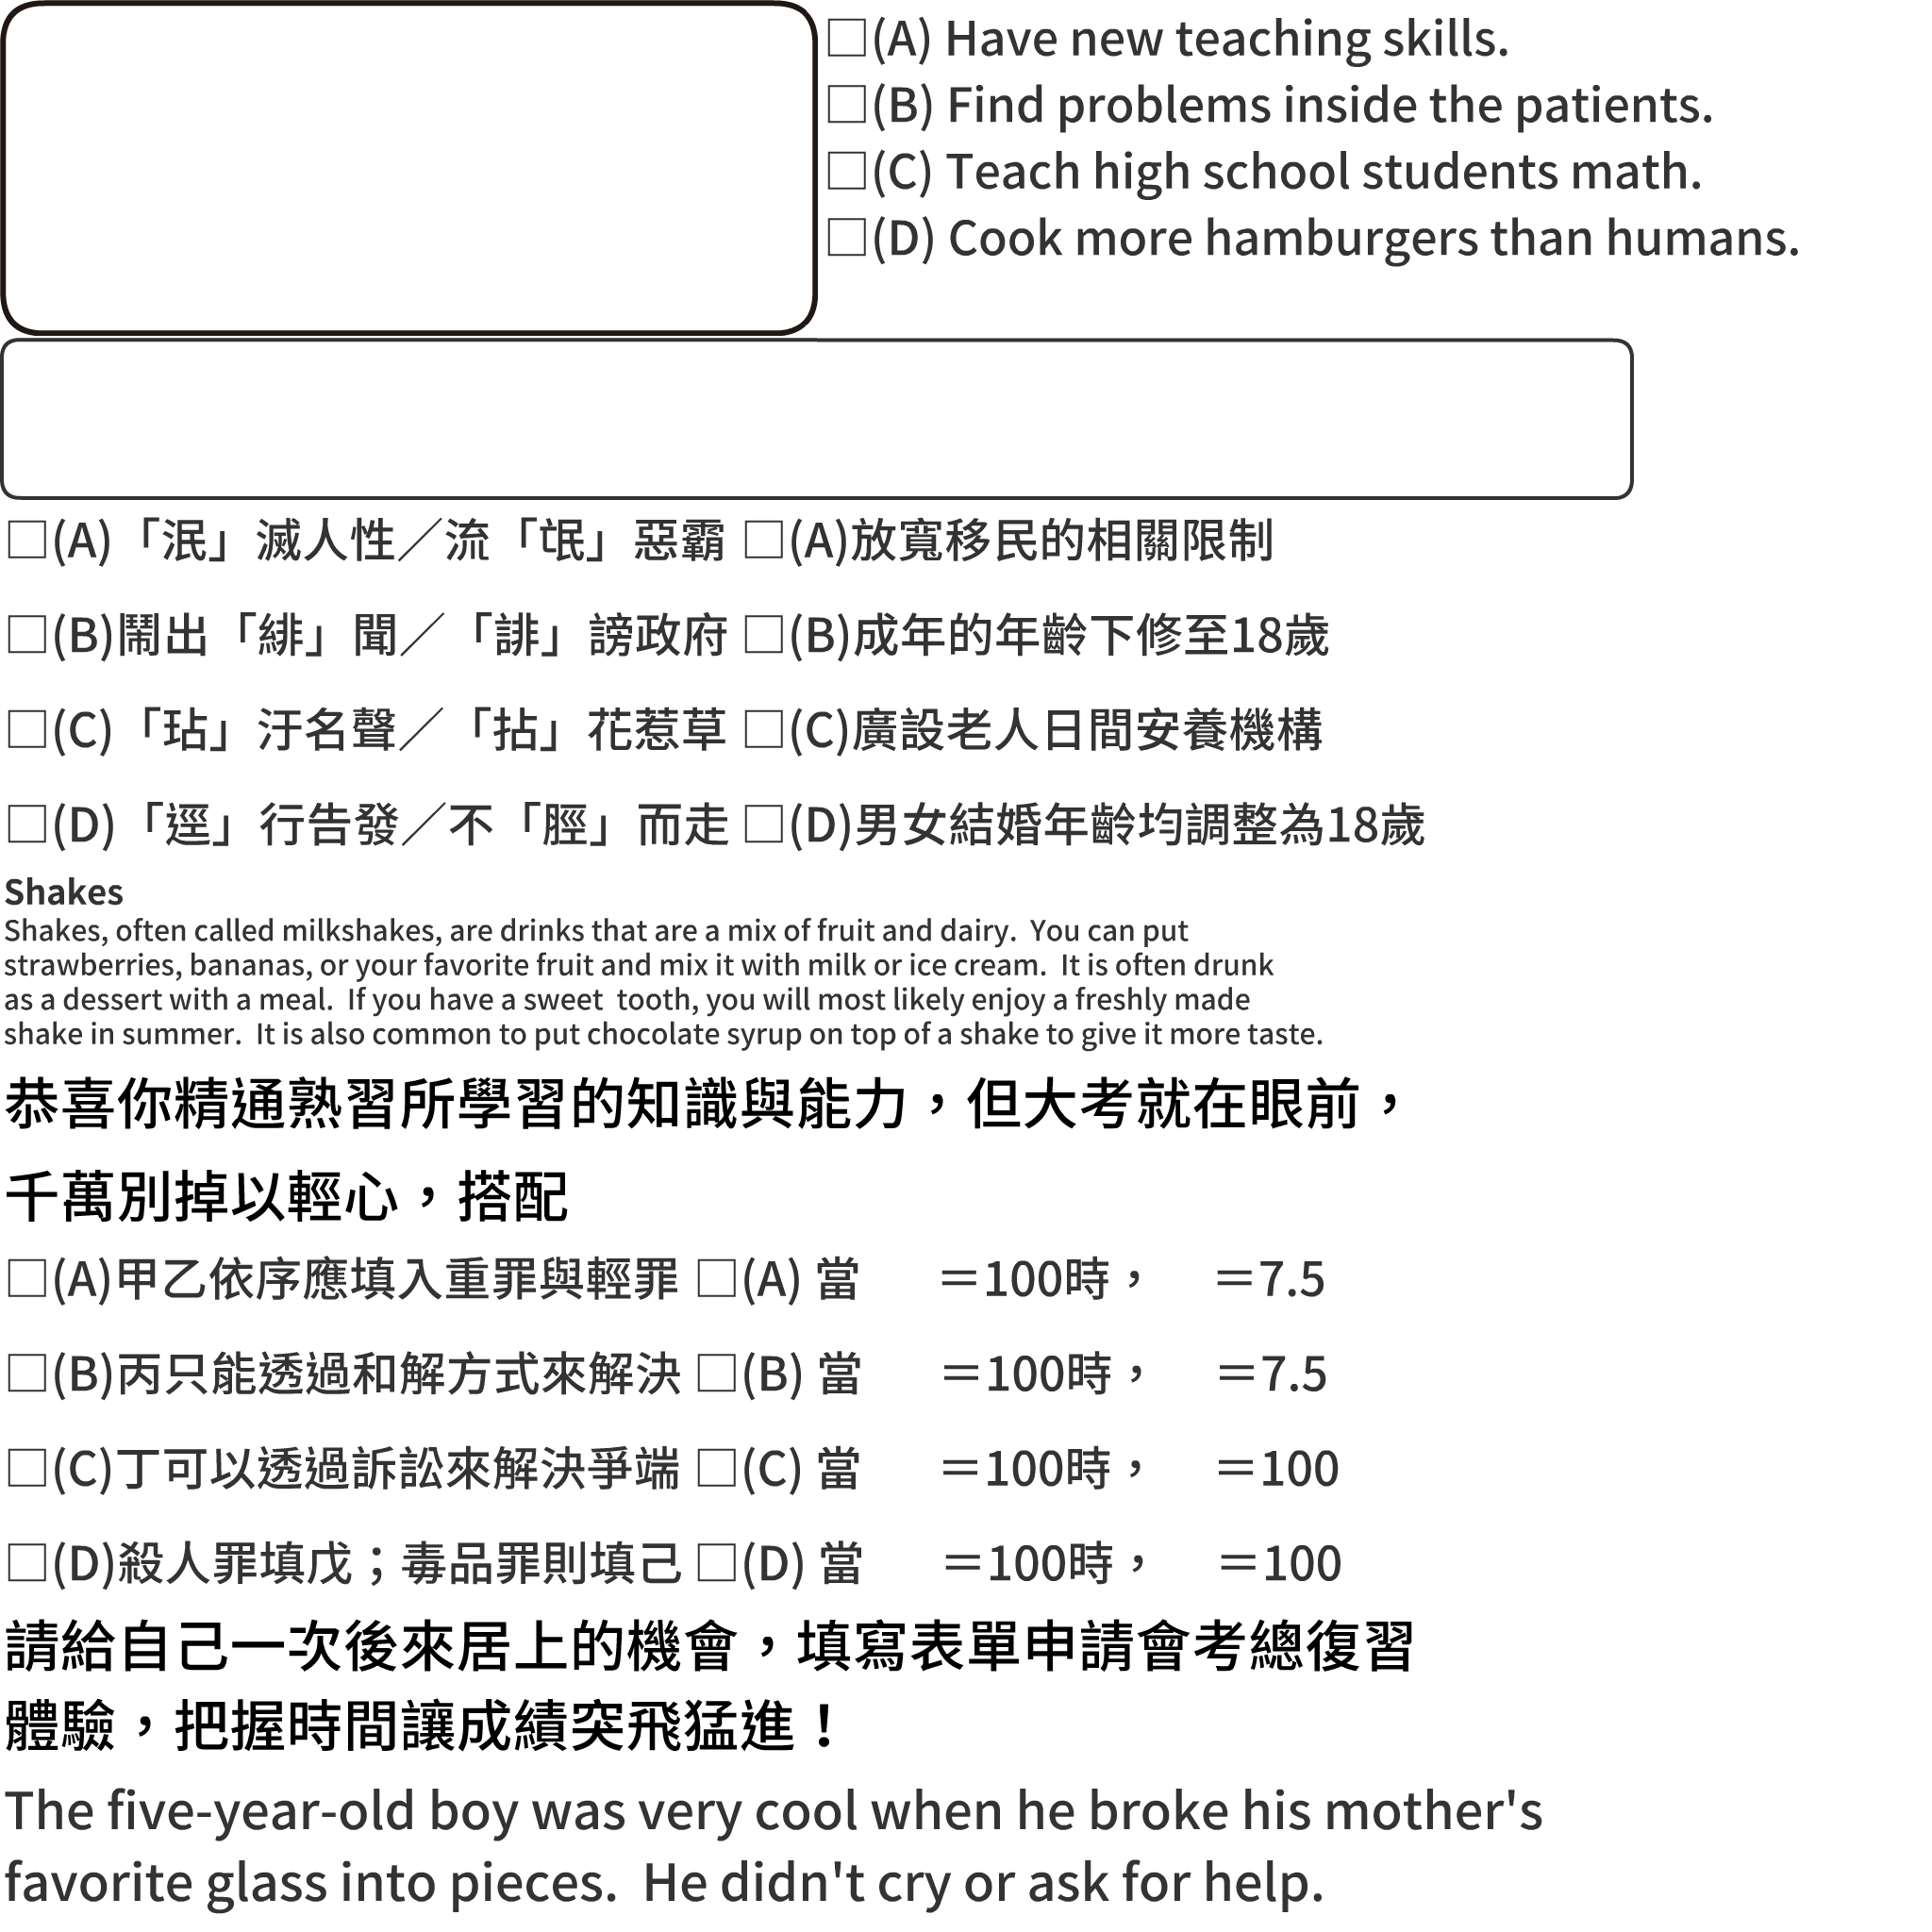 □(A) Have new teaching skills.
□(B) Find problems inside the patients.
□(C) Teach high school students math.
□(D) Cook more hamburgers than humans.
□(A)「泯」滅人性／流「氓」惡霸 □(A)放寬移民的相關限制
□(B)鬧出「緋」聞／「誹」謗政府 □(B)成年的年齡下修至18歲
□(C)「玷」汙名聲／「拈」花惹草 □(C)廣設老人日間安養機構
□(D)「逕」行告發／不「脛」而走 □(D)男女結婚年齡均調整為18歲
Shakes
Shakes, often called milkshakes, are drinks that are a mix of fruit and dairy.  You can put
strawberries, bananas, or your favorite fruit and mix it with milk or ice cream.  It is often drunk
as a dessert with a meal.  If you have a sweet  tooth, you will most likely enjoy a freshly made
shake in summer.  It is also common to put chocolate syrup on top of a shake to give it more taste.
恭喜你精通熟習所學習的知識與能力，但大考就在眼前，
千萬別掉以輕心，搭配
□(A)甲乙依序應填入重罪與輕罪 □(A) 當　＝100時，　＝7.5
□(B)丙只能透過和解方式來解決 □(B) 當　＝100時，　＝7.5
□(C)丁可以透過訴訟來解決爭端 □(C) 當　＝100時，　＝100
□(D)殺人罪填戊；毒品罪則填己 □(D) 當　＝100時，　＝100
請給自己一次後來居上的機會，填寫表單申請會考總復習
體驗，把握時間讓成績突飛猛進！
The five-year-old boy was very cool when he broke his mother's
favorite glass into pieces.  He didn't cry or ask for help.